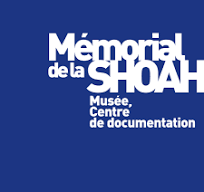 Mémorial
de la SHOAH
Musée,
Centre
de documentation